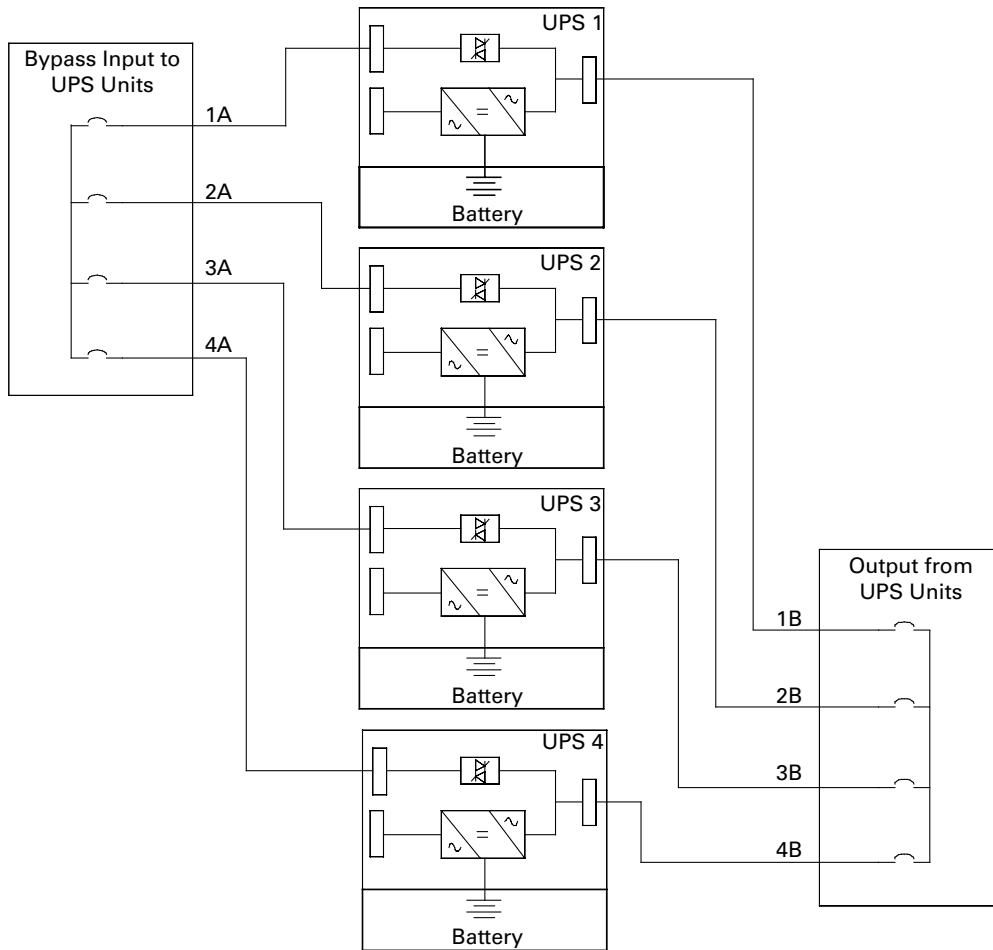 Bypass Input to
UPS Units
1A
2A
3A
4A
UPS 1
Battery
UPS 2
Battery
UPS 3
Battery
UPS 4
Battery
Output from
UPS Units
1B
2B
3B
4B